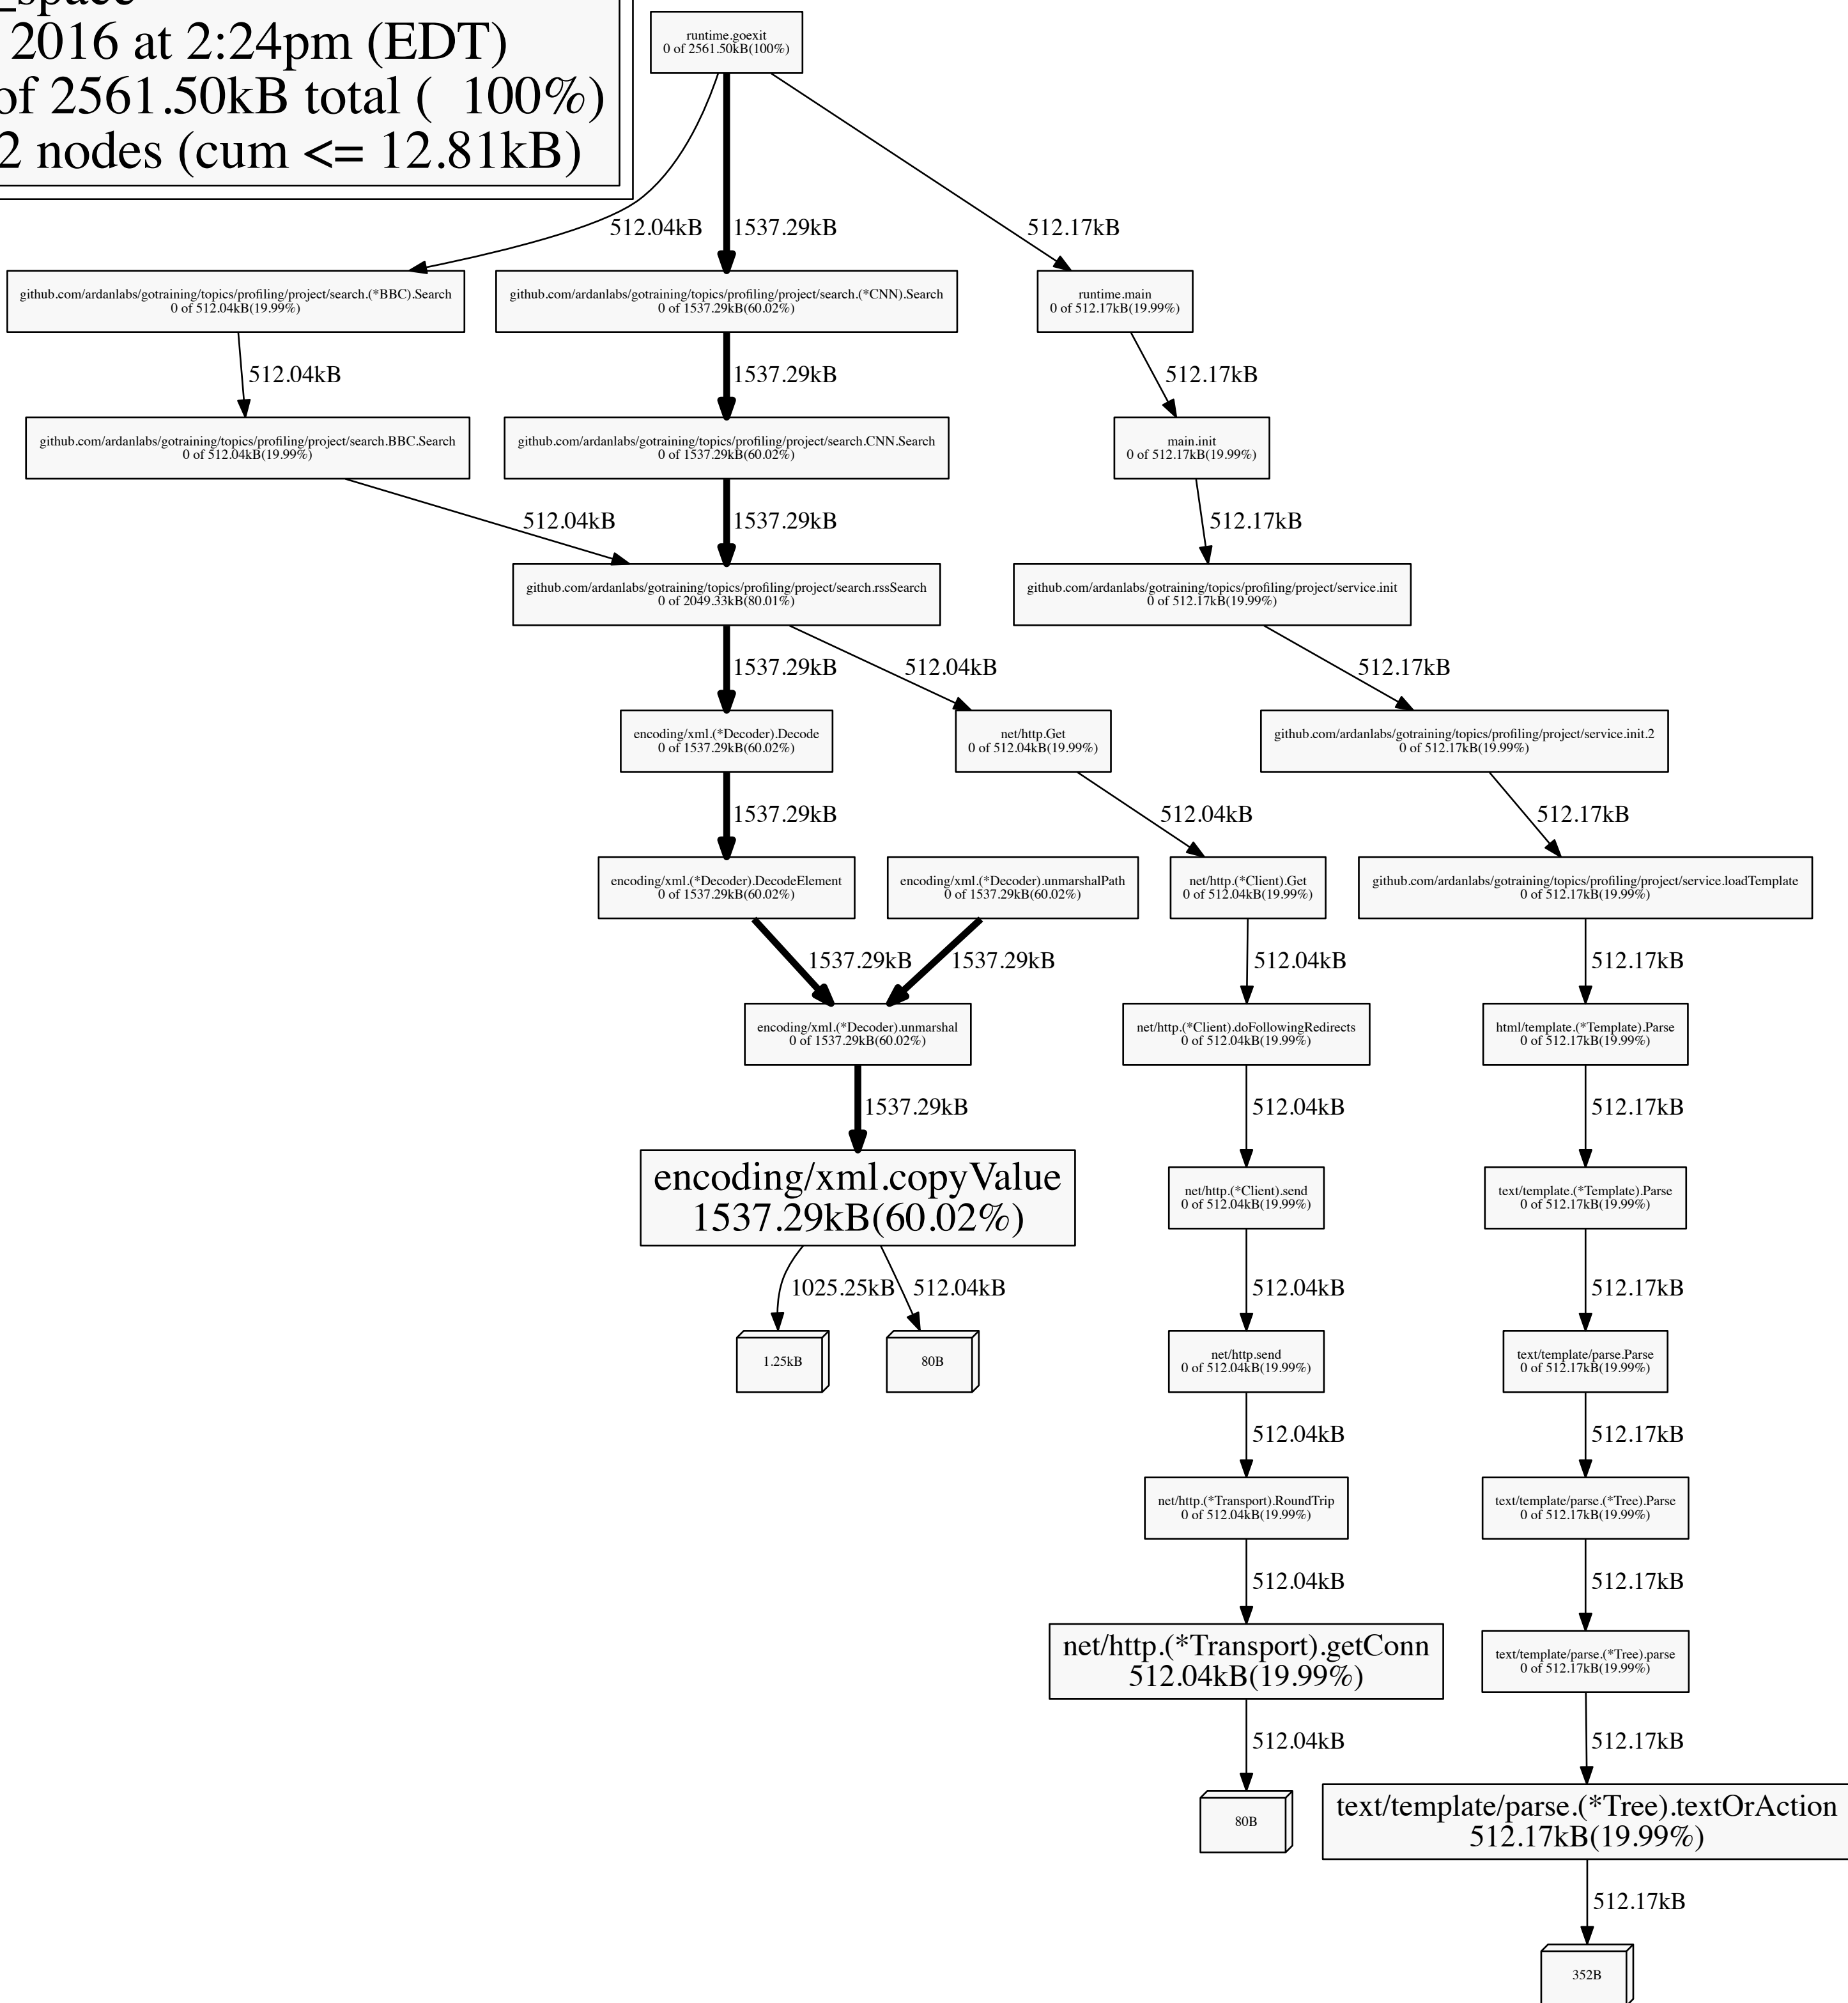 _space
2016 at 2:24pm (EDT)
of 2561.50kB total ( 100%)
2 nodes (cum <= 12.81kB)
runtime.goexit
0 of 2561.50kB(100%)
512.04kB
1537.29kB
512.17kB
github.com/ardanlabs/gotraining/topics/profiling/project/search.(*BBC).Search
0 of 512.04kB(19.99%)
github.com/ardanlabs/gotraining/topics/profiling/project/search.(*CNN).Search
0 of 1537.29kB(60.02%)
runtime.main
0 of 512.17kB(19.99%)
512.04kB
1537.29kB
512.17kB
github.com/ardanlabs/gotraining/topics/profiling/project/search.BBC.Search
0 of 512.04kB(19.99%)
github.com/ardanlabs/gotraining/topics/profiling/project/search.CNN.Search
0 of 1537.29kB(60.02%)
main.init
0 of 512.17kB(19.99%)
512.04kB
1537.29kB
512.17kB
github.com/ardanlabs/gotraining/topics/profiling/project/search.rssSearch
0 of 2049.33kB(80.01%)
github.com/ardanlabs/gotraining/topics/profiling/project/service.init
0 of 512.17kB(19.99%)
1537.29kB
512.04kB
512.17kB
encoding/xml.(*Decoder).Decode
0 of 1537.29kB(60.02%)
net/http.Get
0 of 512.04kB(19.99%)
github.com/ardanlabs/gotraining/topics/profiling/project/service.init.2
0 of 512.17kB(19.99%)
1537.29kB
512.04kB
512.17kB
encoding/xml.(*Decoder).DecodeElement
0 of 1537.29kB(60.02%)
encoding/xml.(*Decoder).unmarshalPath
0 of 1537.29kB(60.02%)
net/http.(*Client).Get
0 of 512.04kB(19.99%)
github.com/ardanlabs/gotraining/topics/profiling/project/service.loadTemplate
0 of 512.17kB(19.99%)
1537.29kB
1537.29kB
512.04kB
512.17kB
encoding/xml.(*Decoder).unmarshal
0 of 1537.29kB(60.02%)
net/http.(*Client).doFollowingRedirects
0 of 512.04kB(19.99%)
html/template.(*Template).Parse
0 of 512.17kB(19.99%)
1537.29kB
512.04kB
512.17kB
encoding/xml.copyValue
1537.29kB(60.02%)
net/http.(*Client).send
0 of 512.04kB(19.99%)
text/template.(*Template).Parse
0 of 512.17kB(19.99%)
1025.25kB
512.04kB
512.04kB
512.17kB
1.25kB
80B
net/http.send
0 of 512.04kB(19.99%)
text/template/parse.Parse
0 of 512.17kB(19.99%)
512.04kB
512.17kB
net/http.(*Transport).RoundTrip
0 of 512.04kB(19.99%)
text/template/parse.(*Tree).Parse
0 of 512.17kB(19.99%)
512.04kB
512.17kB
net/http.(*Transport).getConn
512.04kB(19.99%)
text/template/parse.(*Tree).parse
0 of 512.17kB(19.99%)
512.04kB
512.17kB
80B
text/template/parse.(*Tree).textOrAction
512.17kB(19.99%)
512.17kB
352B